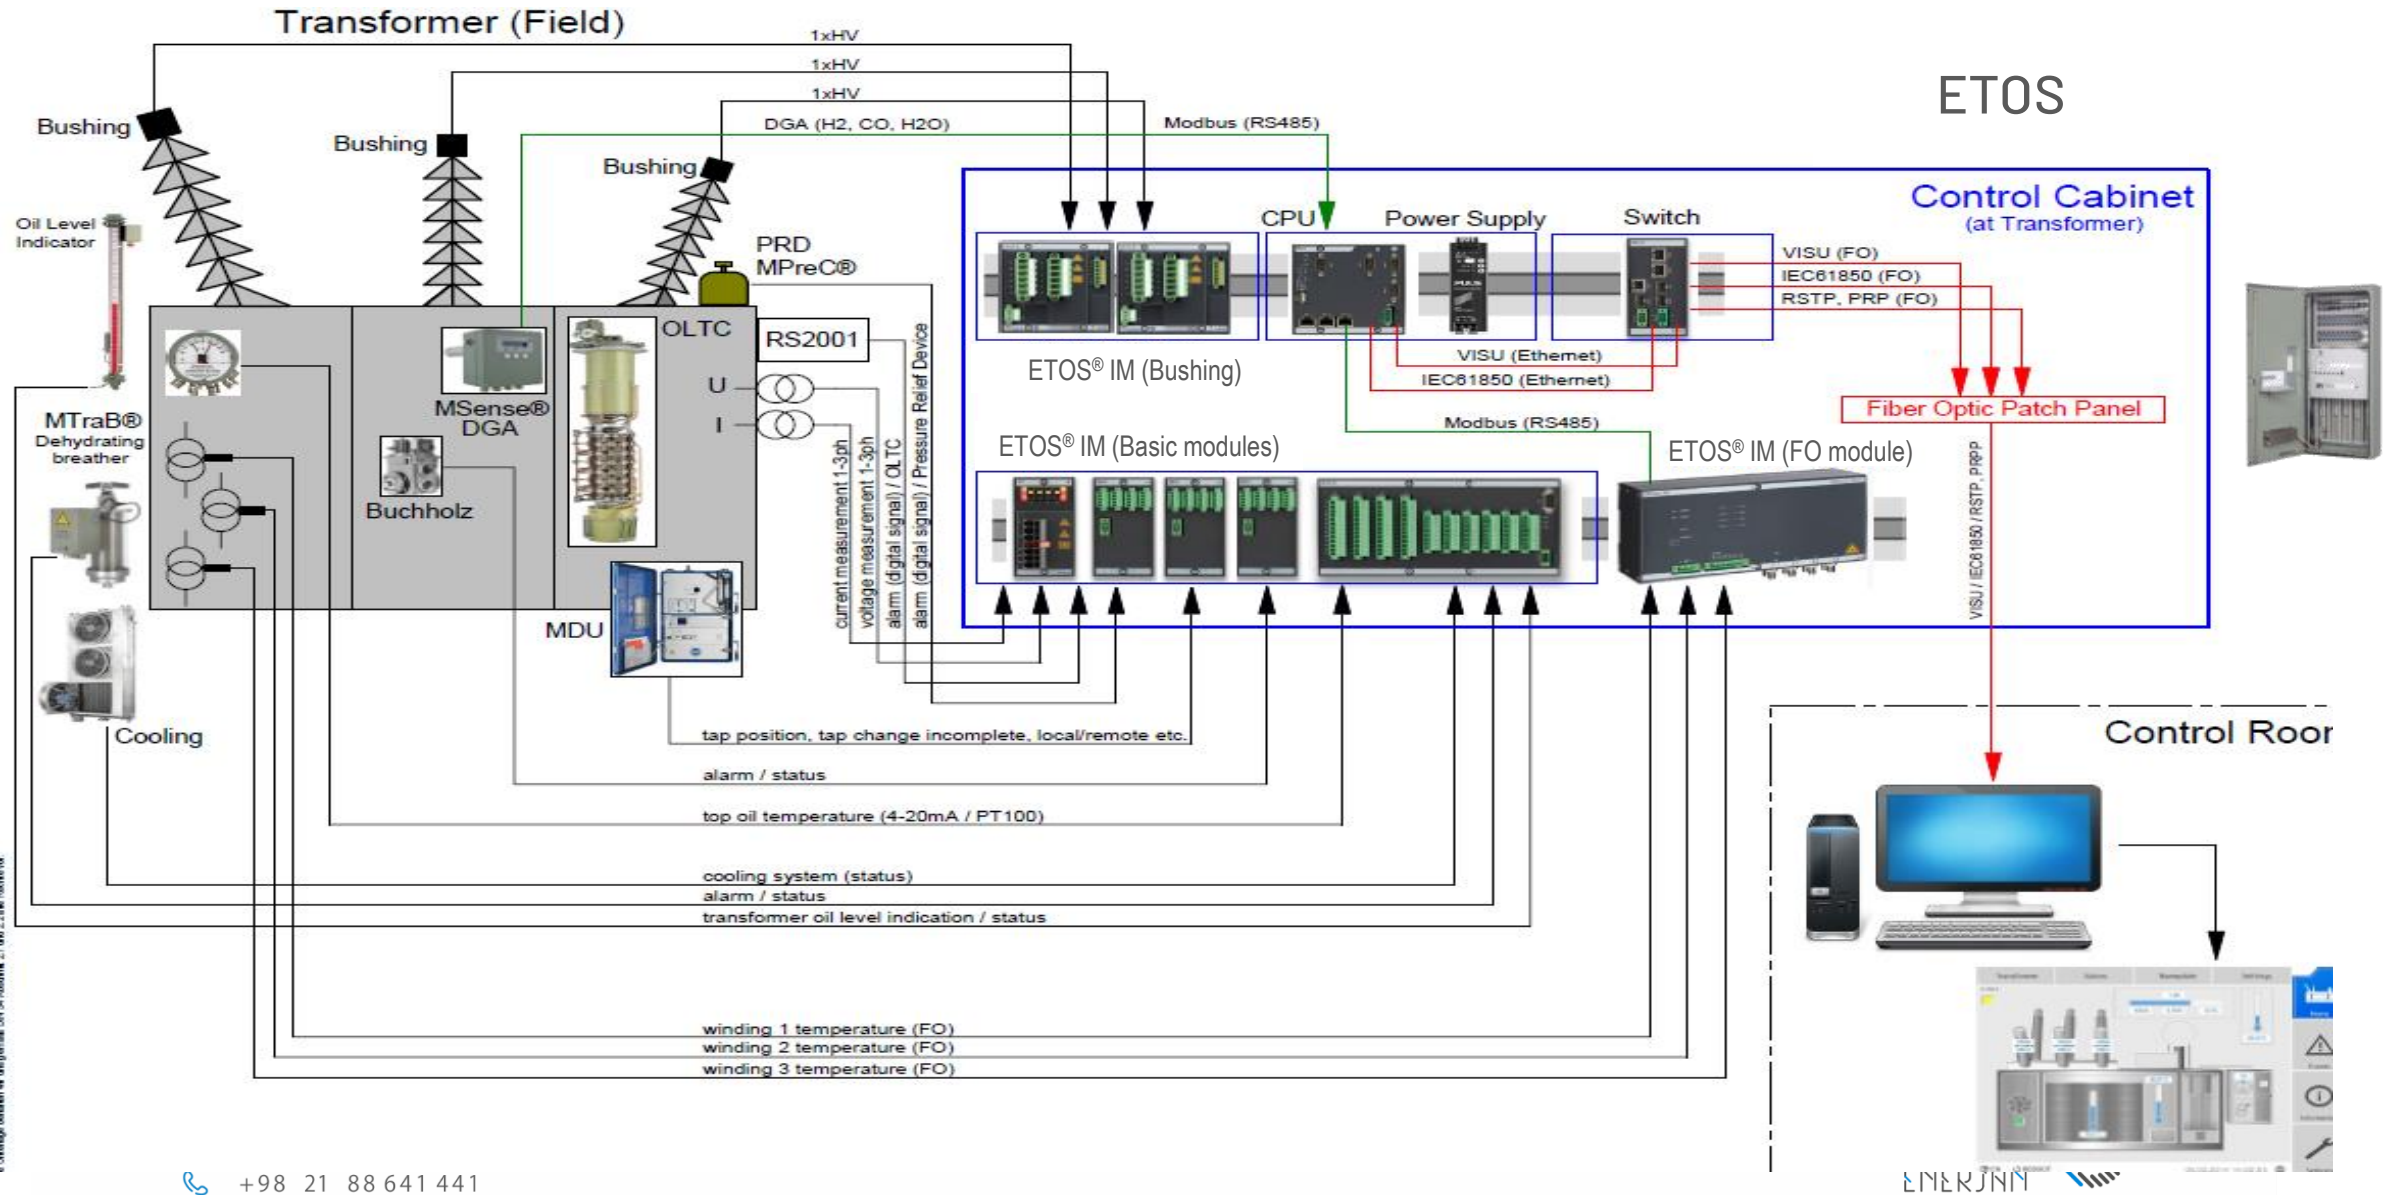 Transformer (Field)
ETOS
1xHV
1xHV
1xHV
DGA (H2, CO, H2O)
Modbus (RS485)
Bushing
Bushing
Bushing
Oil Level
Indicator
PRD
MPreC®
OLTC
RS2001
U
I
MSense®
DGA
Buchholz
MDU
MTraB®
Dehydrating
breather
Cooling
current measurement 1-3ph
voltage measurement 1-3ph
alarm (digital signal) / OLTC
alarm (digital signal) / Pressure Relief Device
Control Cabinet
(at Transformer)
CPU
Power Supply
Switch
PULS
VISU (FO)
IEC61850 (FO)
RSTP, PRP (FO)
VISU (Ethernet)
IEC61850 (Ethernet)
ETOS® IM (Bushing)
Fiber Optic Patch Panel
Modbus (RS485)
ETOS® IM (Basic modules)
ETOS® IM (FO module)
VISU / IEC61850 / RSTP, PRPP
tap position, tap change incomplete, local/remote etc.
alarm / status
top oil temperature (4-20mA / PT100)
cooling system (status)
alarm / status
transformer oil level indication / status
winding 1 temperature (FO)
winding 2 temperature (FO)
winding 3 temperature (FO)
Control Roor
+98 21 88 641 441